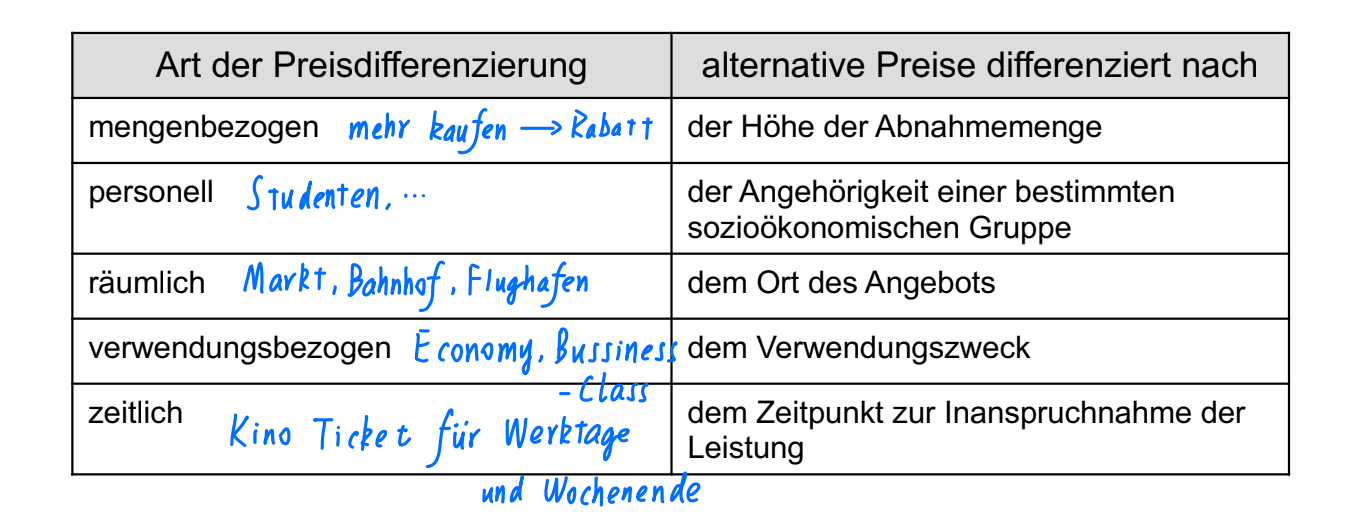 Art der Preisdifferenzierung alternative Preise differenziert nach
mengenbezogen mehr kaufen → Rabatt der Höhe der Abnahmemenge
personell Studenten, ... der Angehörigkeit einer bestimmten
sozioökonomischen Gruppe
räumlich Markt, Bahnhof, Flughafen dem Ort des Angebots
verwendungsbezogen Economy, Bussiness dem Verwendungszweck
-Class
zeitlich dem Zeitpunkt zur Inanspruchnahme der
Kino Ticket für Werktage Leistung
und Wochenende